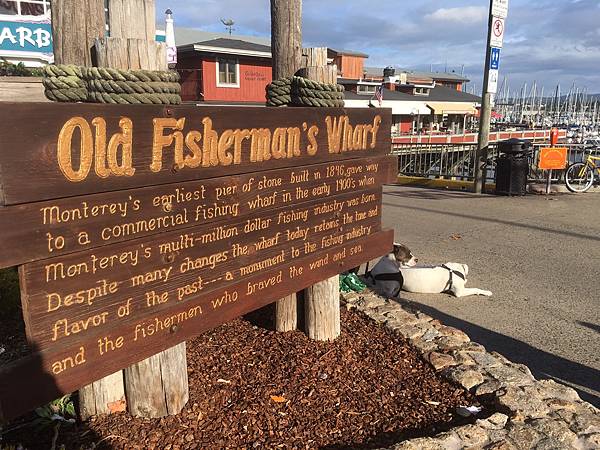 ARB
Old Fisherman's Wharf
Monterey's earliest pier of stone built in 1846, gave way
to a commercial fishing wharf in the early 1900's when
Monterey's multi-million dollar fishing industry was born.
Despite many changes the wharf today retains the tone and
flavor of the past --- a monument to the fishing industry
and the fishermen who braved the wind and sea.